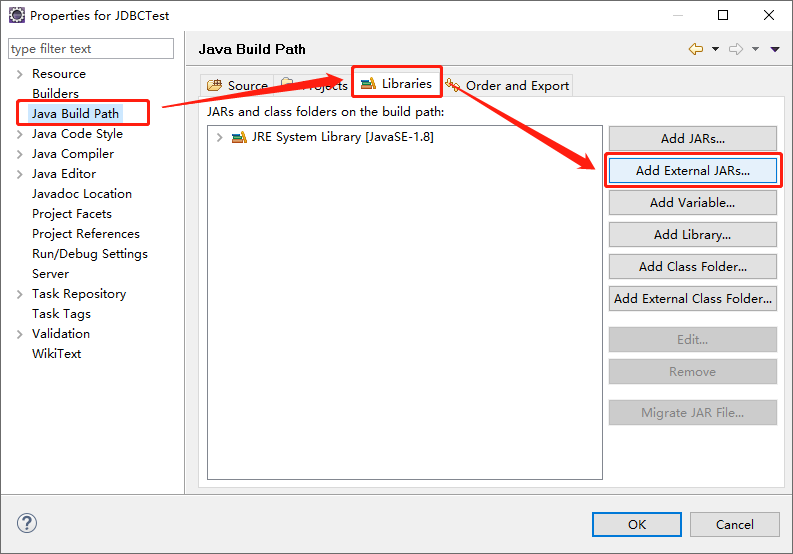 Properties for JDBCTest
type filter text
Resource
Builders
Java Build Path
Java Code Style
Java Compiler
Java Editor
Javadoc Location
Project Facets
Project References
Run/Debug Settings
Server
Task Repository
Task Tags
Validation
WikiText
Java Build Path
Source
Projects
Libraries
Order and Export
JARs and class folders on the build path:
JRE System Library [JavaSE-1.8]
Add JARs...
Add External JARs...
Add Variable...
Add Library...
Add Class Folder...
Add External Class Folder...
Edit...
Remove
Migrate JAR File...
?
OK
Cancel